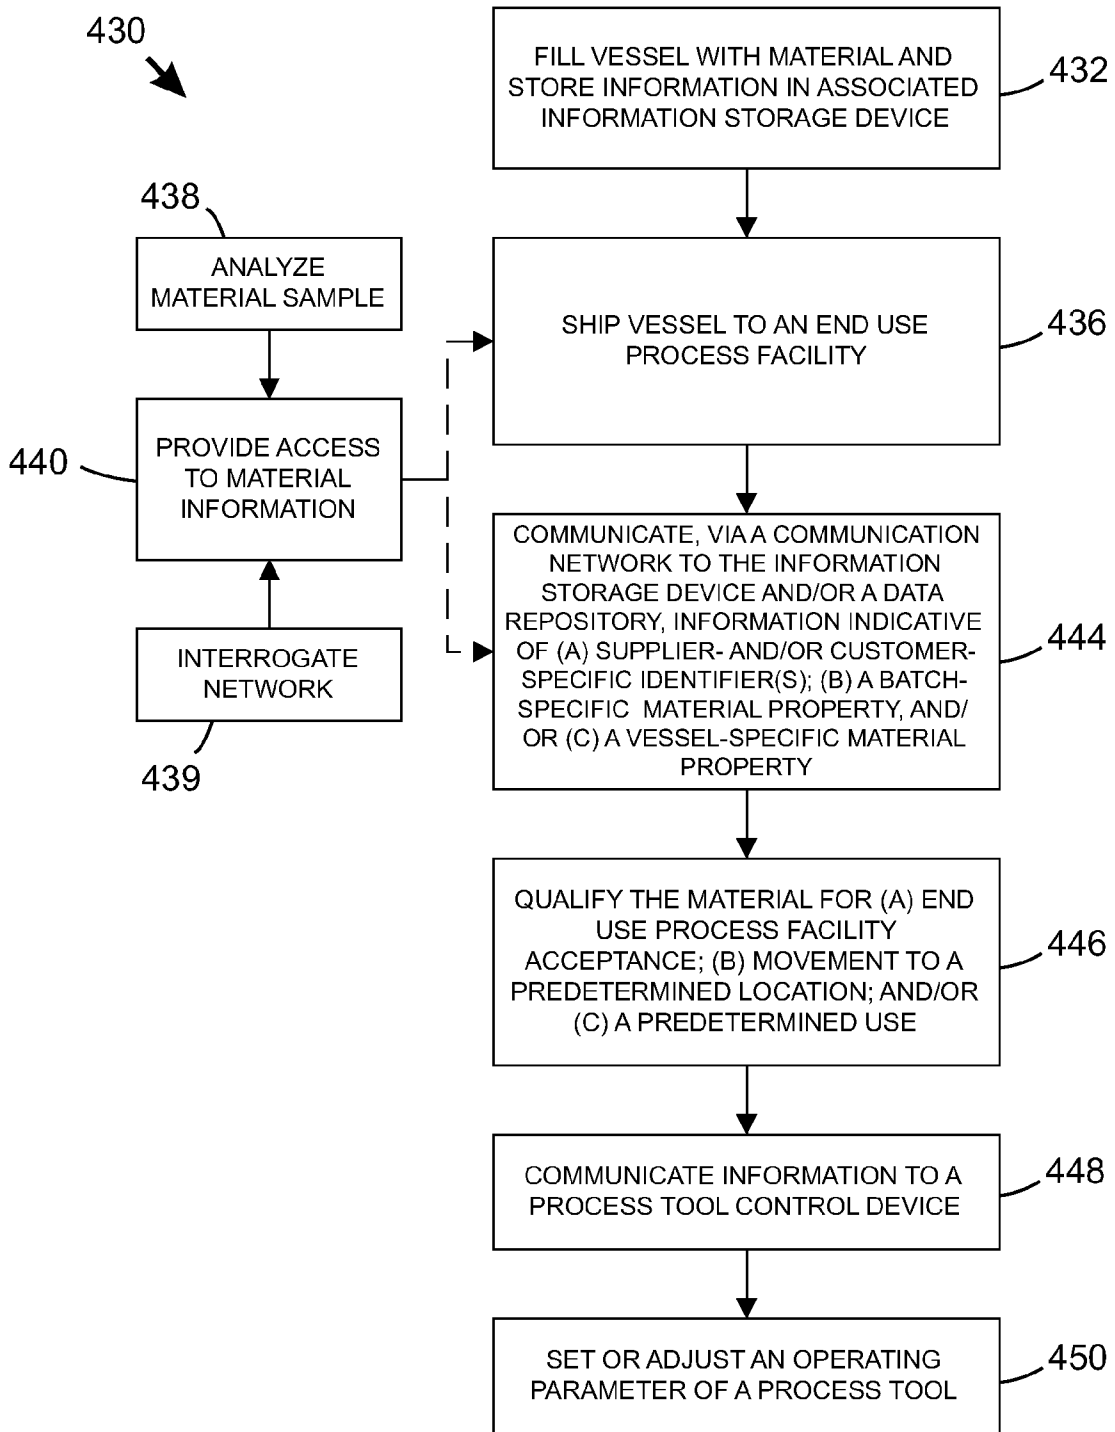 430
FILL VESSEL WITH MATERIAL AND
STORE INFORMATION IN ASSOCIATED
INFORMATION STORAGE DEVICE
432
438
ANALYZE
MATERIAL SAMPLE
SHIP VESSEL TO AN END USE
PROCESS FACILITY
436
440
PROVIDE ACCESS
TO MATERIAL
INFORMATION
INTERROGATE
NETWORK
439
COMMUNICATE, VIA A COMMUNICATION
NETWORK TO THE INFORMATION
STORAGE DEVICE AND/OR A DATA
REPOSITORY, INFORMATION INDICATIVE
OF (A) SUPPLIER- AND/OR CUSTOMER-
SPECIFIC IDENTIFIER(S); (B) A BATCH-
SPECIFIC MATERIAL PROPERTY, AND/
OR (C) A VESSEL-SPECIFIC MATERIAL
PROPERTY
444
QUALIFY THE MATERIAL FOR (A) END
USE PROCESS FACILITY
ACCEPTANCE; (B) MOVEMENT TO A
PREDETERMINED LOCATION; AND/OR
(C) A PREDETERMINED USE
446
COMMUNICATE INFORMATION TO A
PROCESS TOOL CONTROL DEVICE
448
SET OR ADJUST AN OPERATING
PARAMETER OF A PROCESS TOOL
450